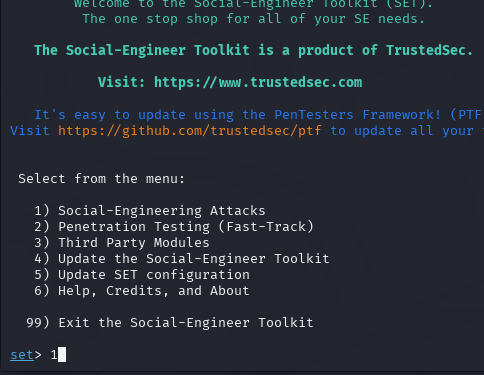 Welcome to the Social-Engineer Toolkit (SET).
The one stop shop for all of your SE needs.
The Social-Engineer Toolkit is a product of TrustedSec.
Visit: https://www.trustedsec.com
It's easy to update using the PenTesters Framework! (PTF
Visit https://github.com/trustedsec/ptf to update all your
Select from the menu:
1) Social-Engineering Attacks
2) Penetration Testing (Fast-Track)
3) Third Party Modules
4) Update the Social-Engineer Toolkit
5) Update SET configuration
6) Help, Credits, and About
99) Exit the Social-Engineer Toolkit
set> 1